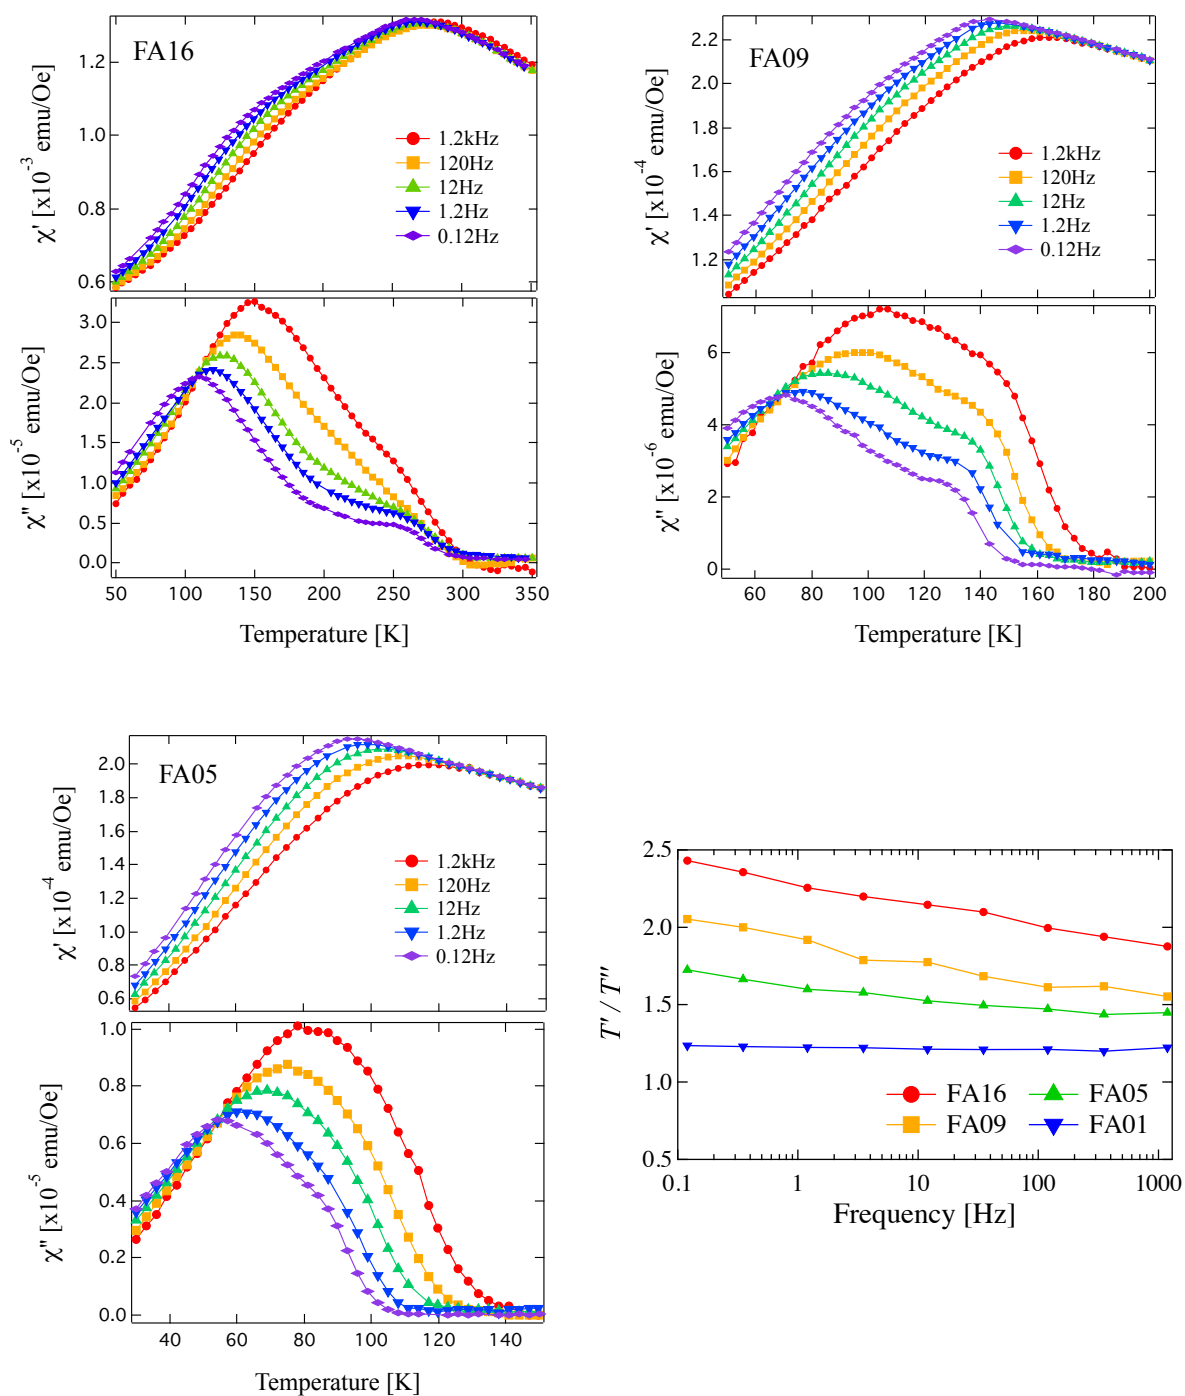 FA16
χ' [x10⁻³ emu/Oe]
1.2
1.0
0.8
0.6
1.2kHz
120Hz
12Hz
1.2Hz
0.12Hz
χ" [x10⁻⁵ emu/Oe]
3.0
2.5
2.0
1.5
1.0
0.5
0.0
50 100 150 200 250 300 350
Temperature [K]
FA09
χ' [x10⁻⁴ emu/Oe]
2.2
2.0
1.8
1.6
1.4
1.2
1.2kHz
120Hz
12Hz
1.2Hz
0.12Hz
χ" [x10⁻⁶ emu/Oe]
6
4
2
0
60 80 100 120 140 160 180 200
Temperature [K]
FA05
χ' [x10⁻⁴ emu/Oe]
2.0
1.8
1.6
1.4
1.2
1.0
0.8
0.6
1.2kHz
120Hz
12Hz
1.2Hz
0.12Hz
χ" [x10⁻⁵ emu/Oe]
1.0
0.8
0.6
0.4
0.2
0.0
40 60 80 100 120 140
Temperature [K]
T' / T"
2.5
2.0
1.5
1.0
0.5
FA16 FA05
FA09 FA01
0.1 1 10 100 1000
Frequency [Hz]